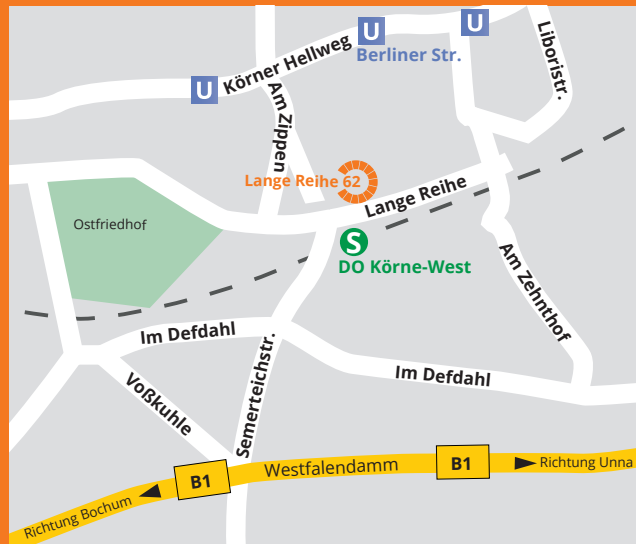 U
U
U
Körner Hellweg
Berliner Str.
Liboristr.
Am Zippen
Lange Reihe 62
Lange Reihe
Ostfriedhof
S
DO Körne-West
Am Zehnthof
Im Defdahl
Im Defdahl
Voßkuhle
Semerteichstr.
B1
Westfalendamm
B1
Richtung Unna
Richtung Bochum